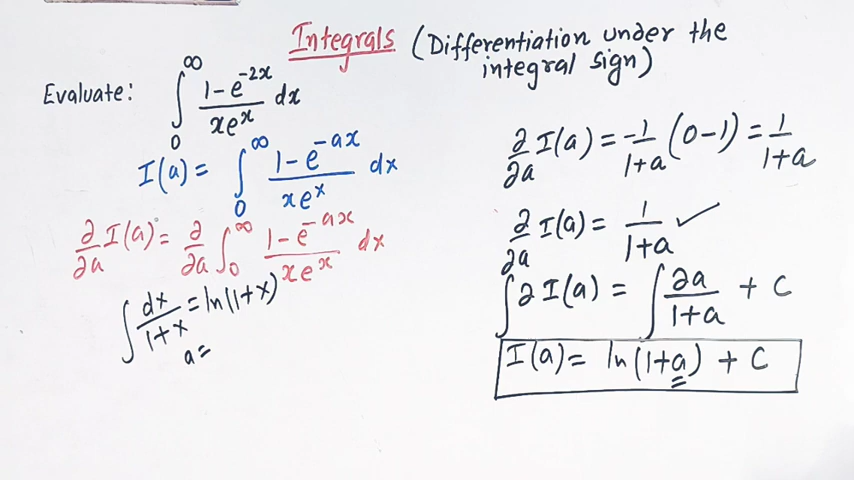 Integrals (Differentiation under the
integral sign)
Evaluate: ∫₀^∞ (1-e^{-2x})/(xe^x) dx
I(a) = ∫₀^∞ (1-e^{-ax})/(xe^x) dx
∂/∂a I(a) = ∂/∂a ∫₀^∞ (1-e^{-ax})/(xe^x) dx
∫ dx/(1+x) = ln(1+x)
a=
∂/∂a I(a) = -1/(1+a) (0-1) = 1/(1+a)
∂/∂a I(a) = 1/(1+a) ✓
∫∂ I(a) = ∫ ∂a/(1+a) + C
I(a) = ln(1+a) + C